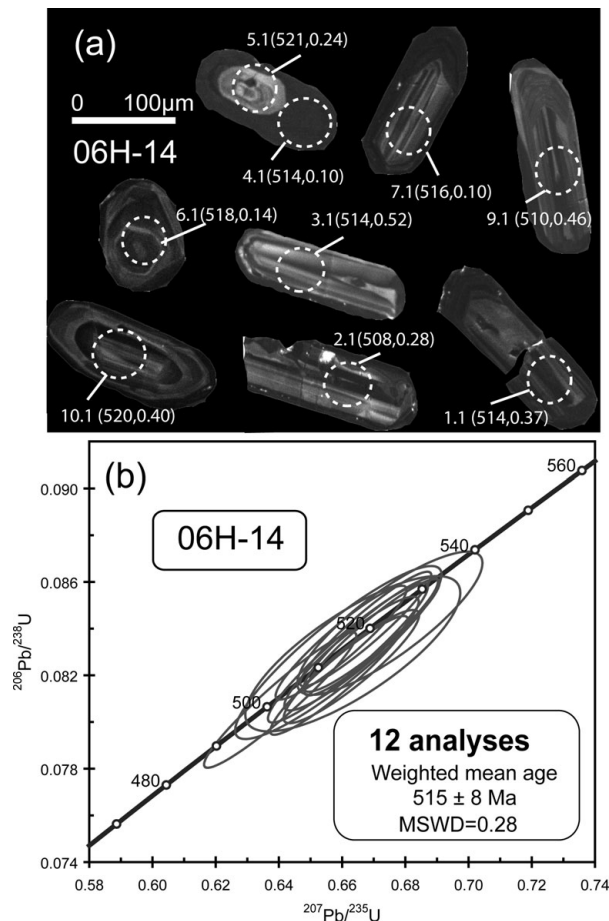 (a)
5.1(521,0.24)
0 100μm
06H-14
4.1(514,0.10)
7.1(516,0.10)
9.1 (510,0.46)
6.1(518,0.14)
3.1(514,0.52)
2.1(508,0.28)
10.1 (520,0.40)
1.1 (514,0.37)
(b)
06H-14
560
540
520
500
480
0.090
0.086
0.082
0.078
0.074
206Pb/238U
12 analyses
Weighted mean age
515 ± 8 Ma
MSWD=0.28
0.58 0.60 0.62 0.64 0.66 0.68 0.70 0.72 0.74
207Pb/235U